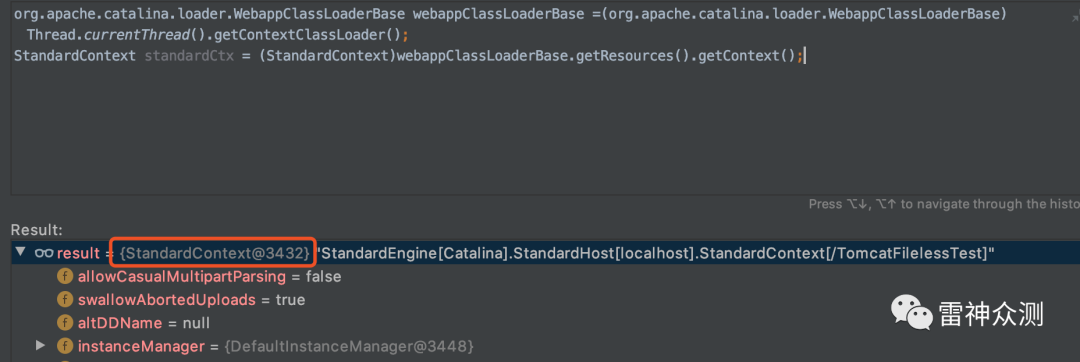 org.apache.catalina.loader.WebappClassLoaderBase webappClassLoaderBase =(org.apache.catalina.loader.WebappClassLoaderBase)
Thread.currentThread().getContextClassLoader();
StandardContext standardCtx = (StandardContext)webappClassLoaderBase.getResources().getContext();
Press ⌥↓, ⌥↑ to navigate through the histo
Result:
result = {StandardContext@3432} "StandardEngine[Catalina].StandardHost[localhost].StandardContext[/TomcatFilelessTest]"
f allowCasualMultipartParsing = false
f swallowAbortedUploads = true
f altDDName = null
f instanceManager = {DefaultInstanceManager@3448}
雷神众测